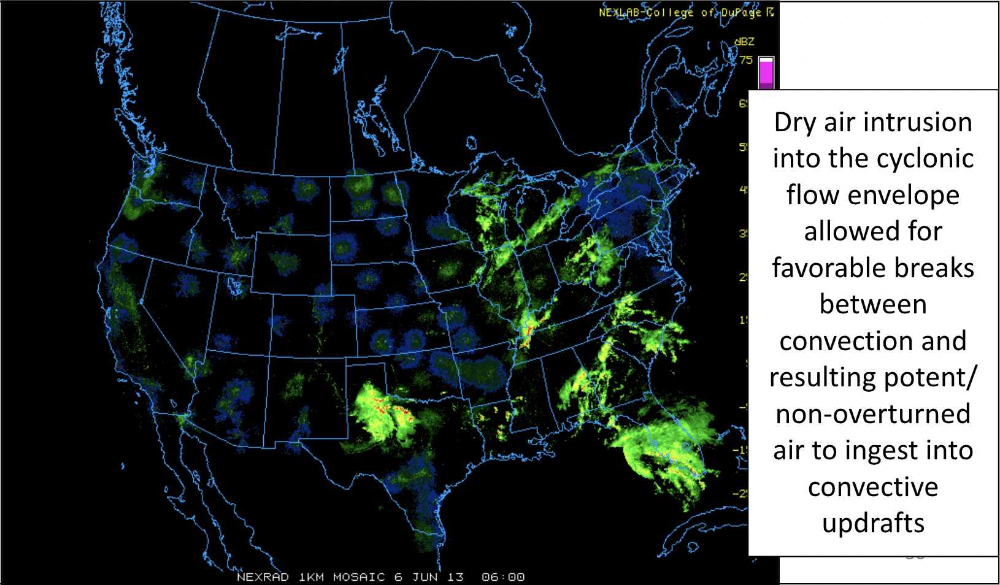 NEXLAB-College of DuPage
dBZ
75
Dry air intrusion
into the cyclonic
flow envelope
allowed for
favorable breaks
between
convection and
resulting potent/
non-overturned
air to ingest into
convective
updrafts
NEXRAD 1KM MOSAIC 6 JUN 13 06:00